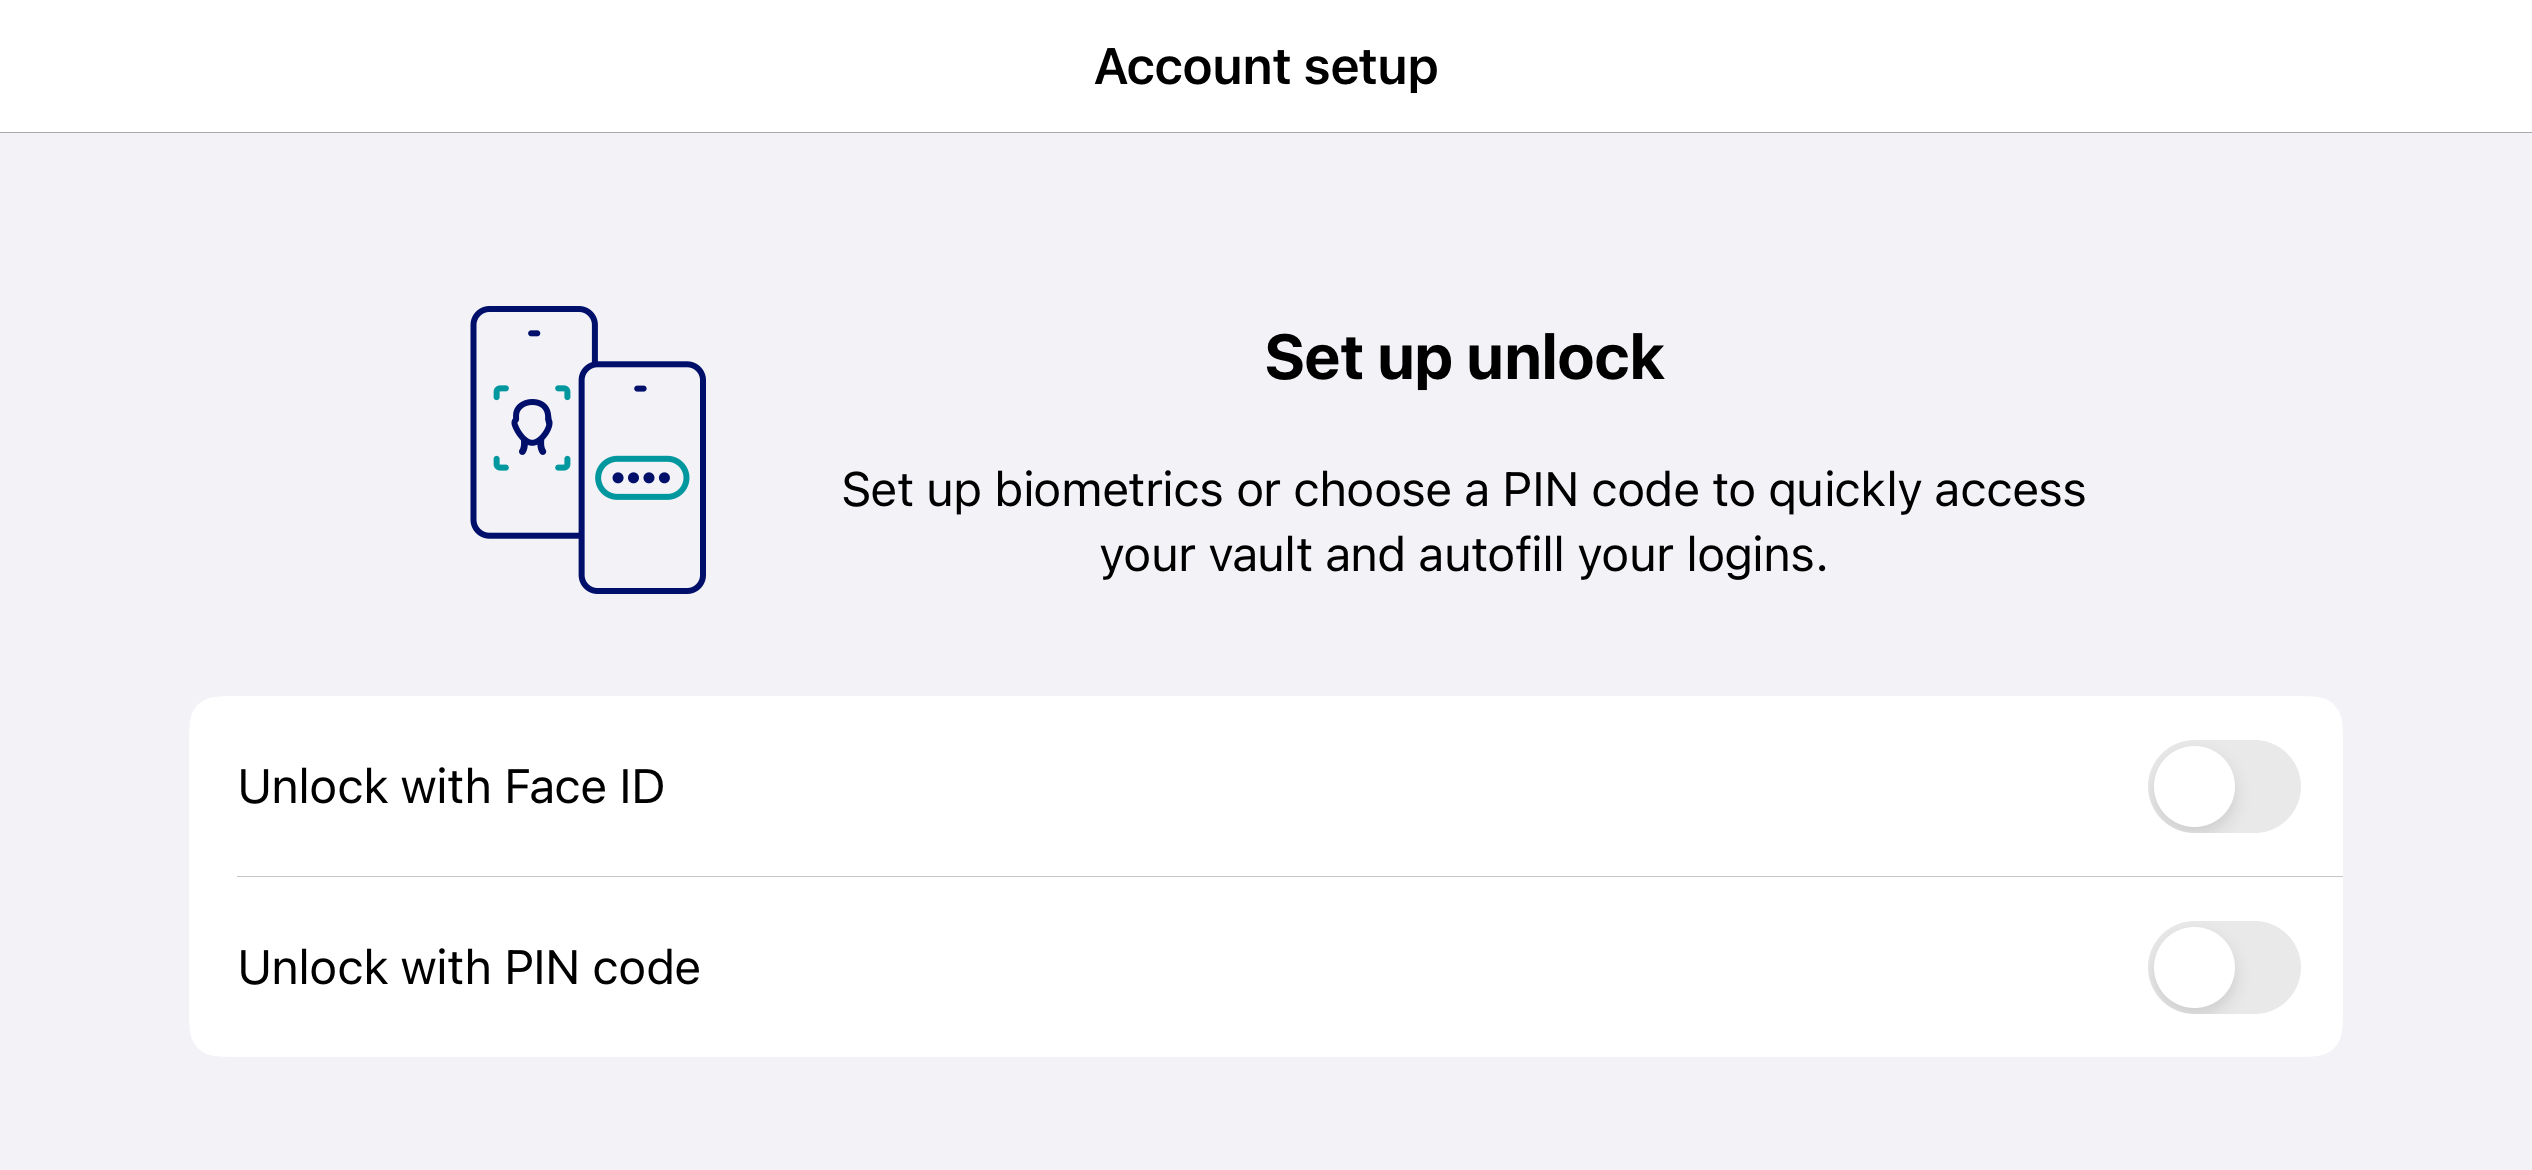 Account setup
Set up unlock
Set up biometrics or choose a PIN code to quickly access
your vault and autofill your logins.
Unlock with Face ID
Unlock with PIN code